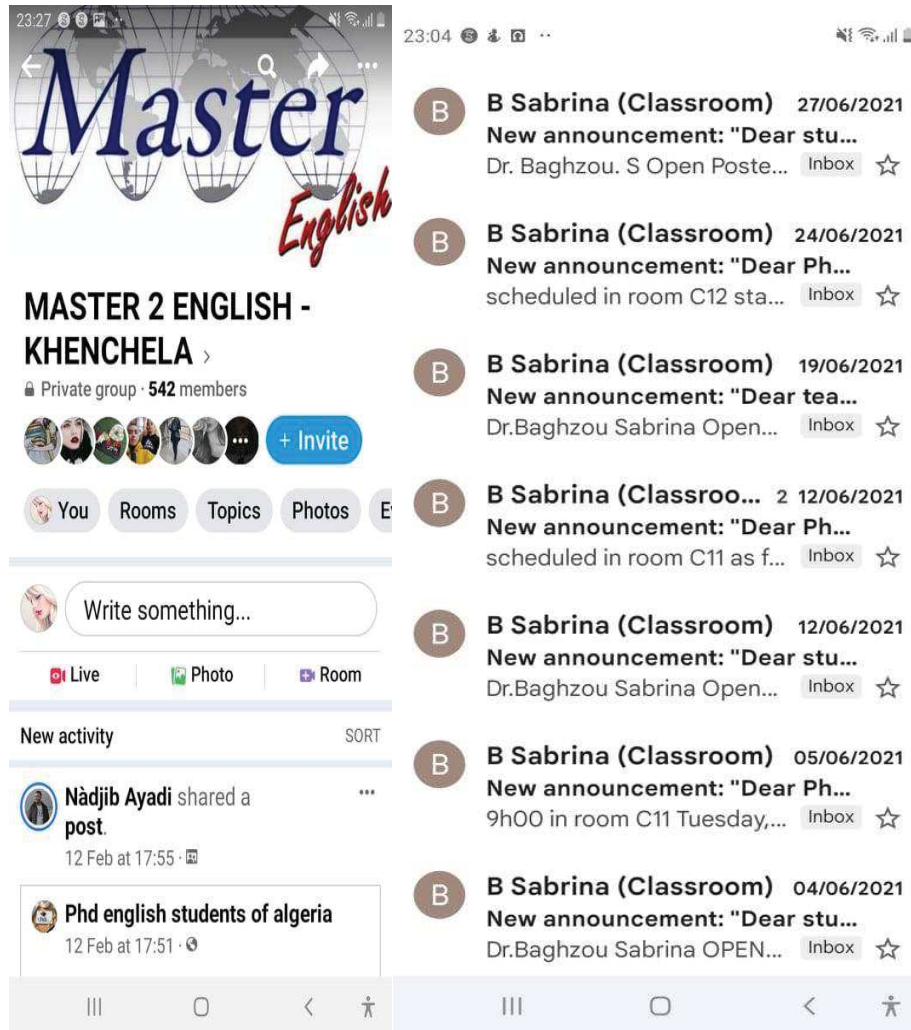 23:27
Master
English
MASTER 2 ENGLISH -
KHENCHELA
Private group · 542 members
+ Invite
You Rooms Topics Photos E
Write something...
Live Photo Room
New activity SORT
Nàdjib Ayadi shared a
post.
12 Feb at 17:55 ·
Phd english students of algeria
12 Feb at 17:51 ·
23:04
B
B Sabrina (Classroom) 27/06/2021
New announcement: "Dear stu...
Dr. Baghzou. S Open Poste... Inbox
B
B Sabrina (Classroom) 24/06/2021
New announcement: "Dear Ph...
scheduled in room C12 sta... Inbox
B
B Sabrina (Classroom) 19/06/2021
New announcement: "Dear tea...
Dr.Baghzou Sabrina Open... Inbox
B
B Sabrina (Classroo... 2 12/06/2021
New announcement: "Dear Ph...
scheduled in room C11 as f... Inbox
B
B Sabrina (Classroom) 12/06/2021
New announcement: "Dear stu...
Dr.Baghzou Sabrina Open... Inbox
B
B Sabrina (Classroom) 05/06/2021
New announcement: "Dear Ph...
9h00 in room C11 Tuesday,... Inbox
B
B Sabrina (Classroom) 04/06/2021
New announcement: "Dear stu...
Dr.Baghzou Sabrina OPEN... Inbox